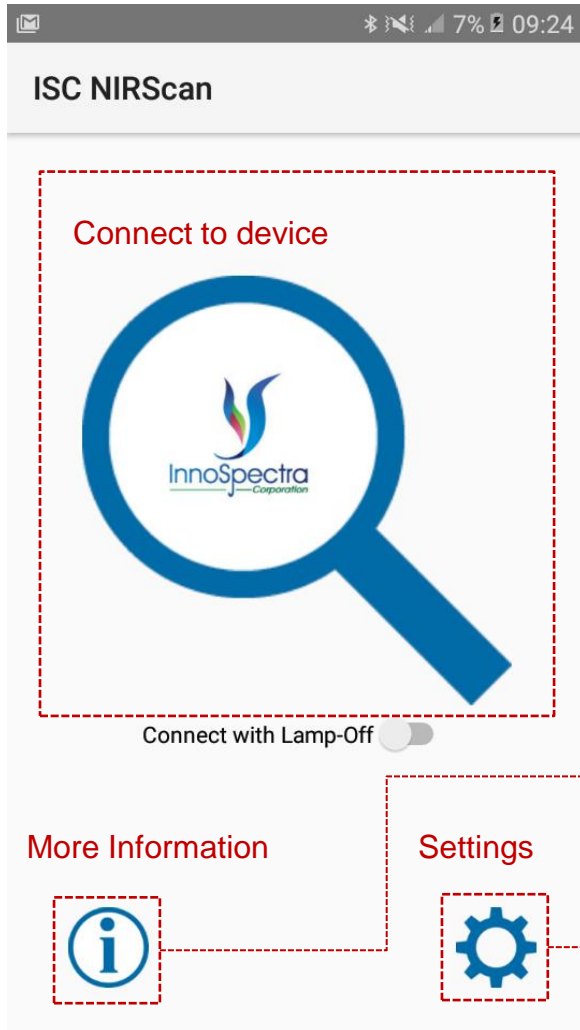 7% 09:24
ISC NIRScan
Connect to device
InnoSpectra
Corporation
Connect with Lamp-Off
More Information
Settings